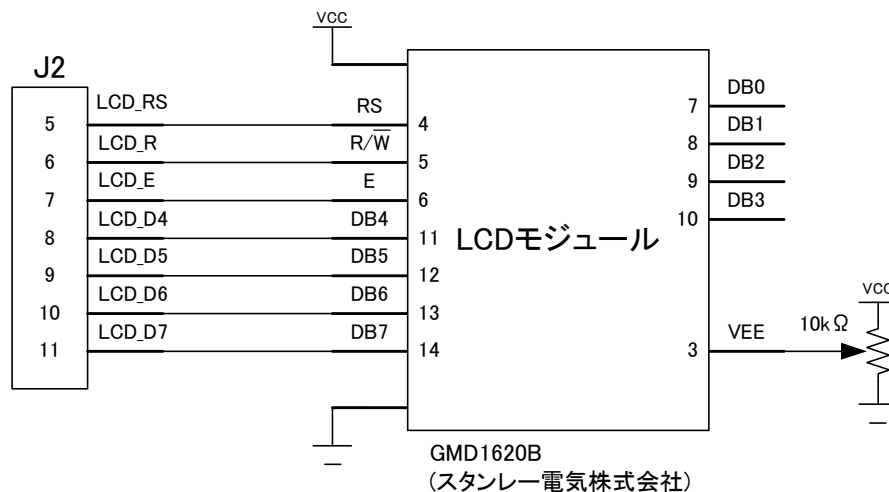 VCC
J2
5 LCD_RS RS 4
6 LCD_R R/W̅ 5
7 LCD_E E 6
8 LCD_D4 DB4 11
9 LCD_D5 DB5 12
10 LCD_D6 DB6 13
11 LCD_D7 DB7 14
LCDモジュール
7 DB0
8 DB1
9 DB2
10 DB3
3 VEE
10kΩ
VCC
GMD1620B
(スタンレー電気株式会社)